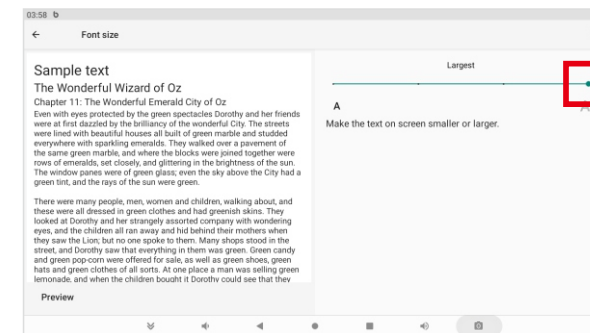 03:58 b
Font size
Sample text
The Wonderful Wizard of Oz
Chapter 11: The Wonderful Emerald City of Oz
Even with eyes protected by the green spectacles Dorothy and her friends
were at first dazzled by the brilliancy of the wonderful City. The streets
were lined with beautiful houses all built of green marble and studded
everywhere with sparkling emeralds. They walked over a pavement of
the same green marble, and where the blocks were joined together were
rows of emeralds, set closely, and glittering in the brightness of the sun.
The window panes were of green glass; even the sky above the City had a
green tint, and the rays of the sun were green.
There were many people, men, women and children, walking about, and
these were all dressed in green clothes and had greenish skins. They
looked at Dorothy and her strangely assorted company with wondering
eyes, and the children all ran away and hid behind their mothers when
they saw the Lion; but no one spoke to them. Many shops stood in the
street, and Dorothy saw that everything in them was green. Green candy
and green pop-corn were offered for sale, as well as green shoes, green
hats and green clothes of all sorts. At one place a man was selling green
lemonade, and when the children bought it Dorothy could see that they
Preview
Largest
A A
Make the text on screen smaller or larger.